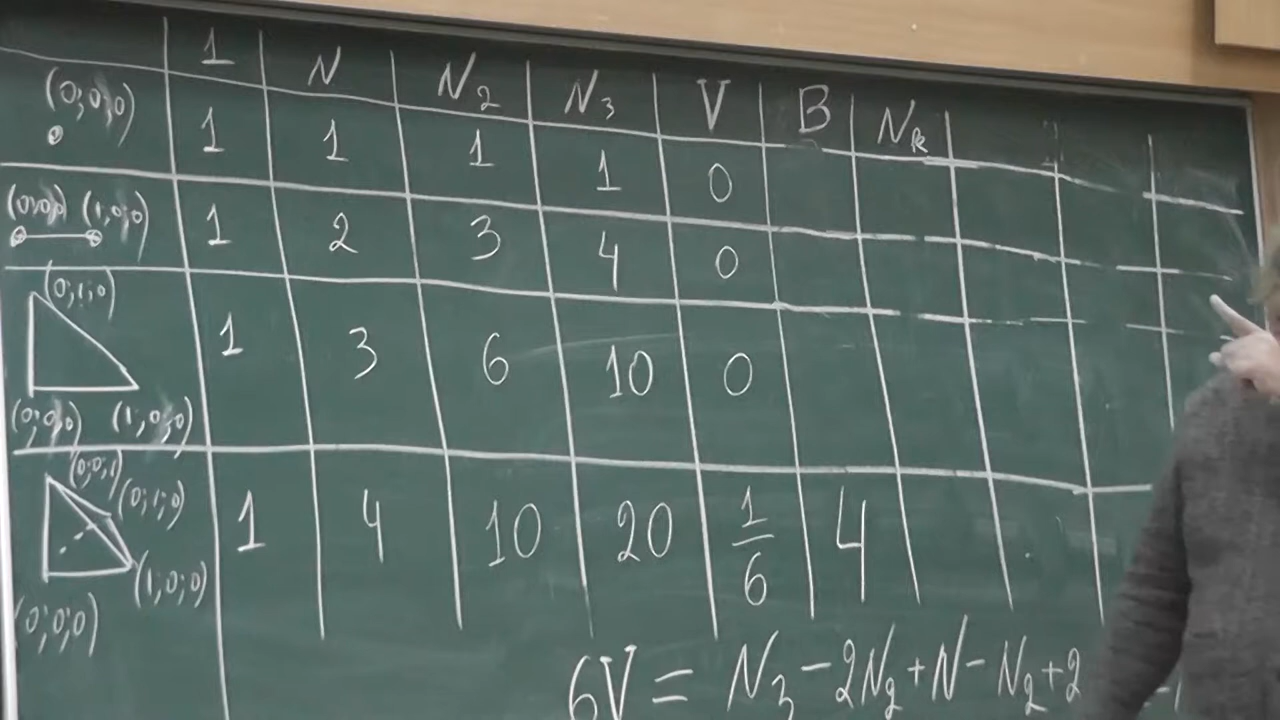 1 N N₂ N₃ V B Nₖ
(0;0;0) 1 1 1 1 0
(0;0;0) (1;0;0) 1 2 3 4 0
(0;1;0)
1 3 6 10 0
(0;0;0) (1;0;0)
(0;0;1)
(0;1;0)
1 4 10 20 1/6 4
(1;0;0)
(0;0;0)
6V = N₃ - 2N₂ + N - N₂ + 2